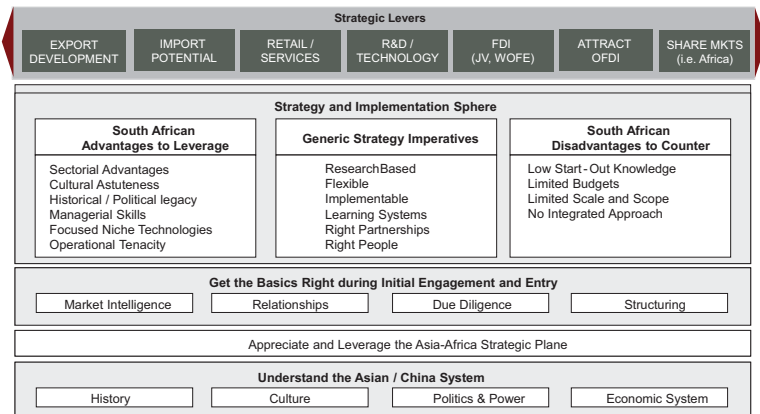 Strategic Levers
EXPORT
DEVELOPMENT
IMPORT
POTENTIAL
RETAIL /
SERVICES
R&D /
TECHNOLOGY
FDI
(JV, WOFE)
ATTRACT
OFDI
SHARE MKTS
(i.e. Africa)
Strategy and Implementation Sphere
South African
Advantages to Leverage
Sectorial Advantages
Cultural Astuteness
Historical / Political legacy
Managerial Skills
Focused Niche Technologies
Operational Tenacity
Generic Strategy Imperatives
ResearchBased
Flexible
Implementable
Learning Systems
Right Partnerships
Right People
South African
Disadvantages to Counter
Low Start-Out Knowledge
Limited Budgets
Limited Scale and Scope
No Integrated Approach
Get the Basics Right during Initial Engagement and Entry
Market Intelligence
Relationships
Due Diligence
Structuring
Appreciate and Leverage the Asia-Africa Strategic Plane
Understand the Asian / China System
History
Culture
Politics & Power
Economic System